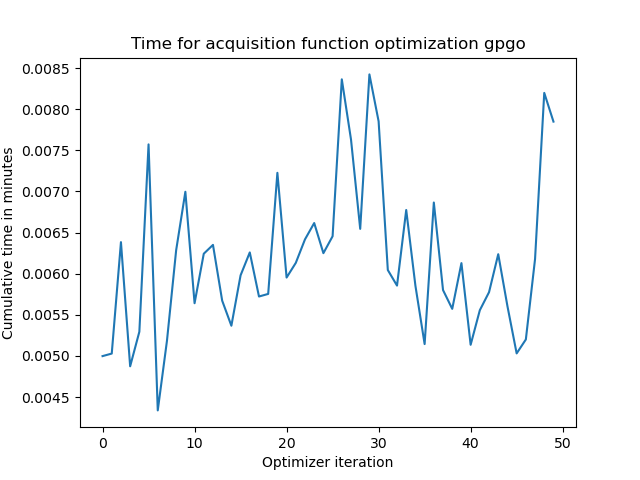 Time for acquisition function optimization gpgo
0.0085
0.0080
0.0075
0.0070
0.0065
0.0060
0.0055
0.0050
0.0045
Cumulative time in minutes
0 10 20 30 40 50
Optimizer iteration